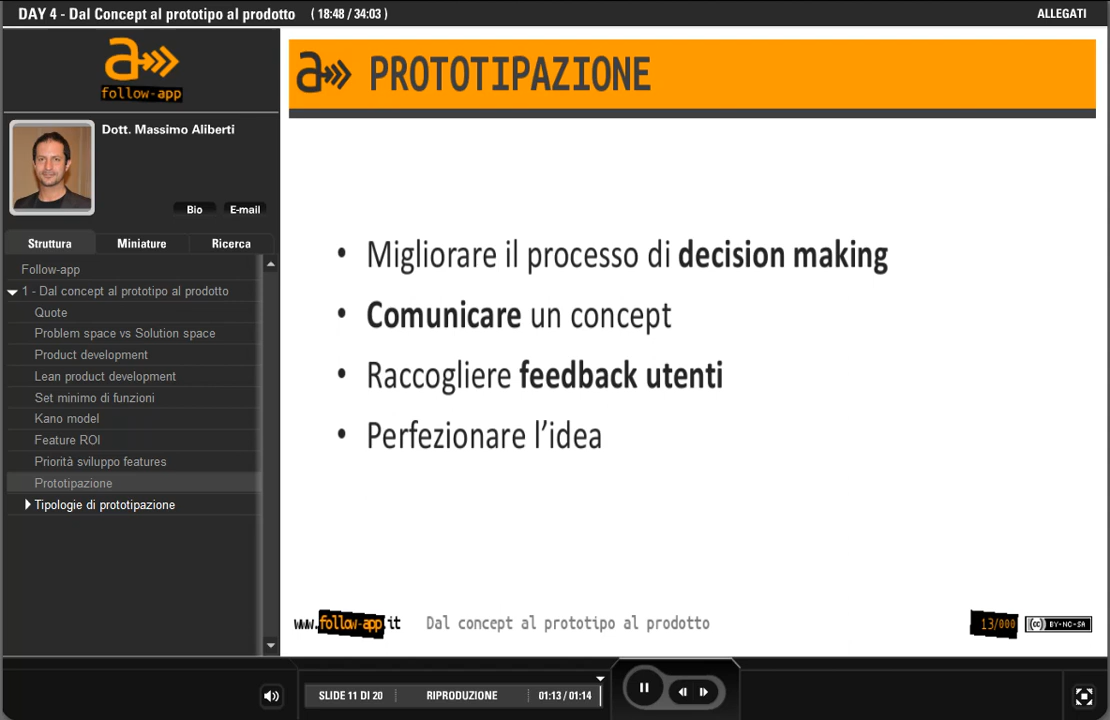 DAY 4 - Dal Concept al prototipo al prodotto ( 18:48 / 34:03 )
ALLEGATI
a
follow-app
Dott. Massimo Aliberti
Bio
E-mail
Struttura
Miniature
Ricerca
Follow-app
1 - Dal concept al prototipo al prodotto
Quote
Problem space vs Solution space
Product development
Lean product development
Set minimo di funzioni
Kano model
Feature ROI
Priorità sviluppo features
Prototipazione
Tipologie di prototipazione
a PROTOTIPAZIONE
• Migliorare il processo di decision making
• Comunicare un concept
• Raccogliere feedback utenti
• Perfezionare l’idea
www.follow-app.it
Dal concept al prototipo al prodotto
13/000
(cc) BY-NC-SA
SLIDE 11 DI 20
RIPRODUZIONE
01:13 / 01:14